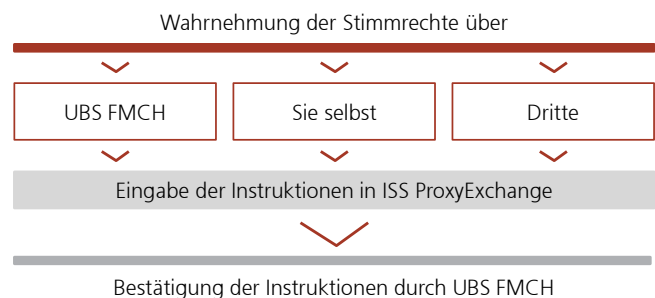 Wahrnehmung der Stimmrechte über
UBS FMCH
Sie selbst
Dritte
Eingabe der Instruktionen in ISS ProxyExchange
Bestätigung der Instruktionen durch UBS FMCH